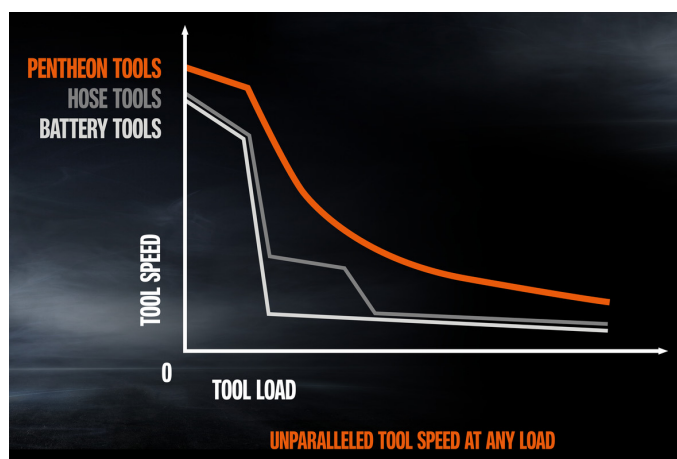 PENTHEON TOOLS
HOSE TOOLS
BATTERY TOOLS
TOOL SPEED
0
TOOL LOAD
UNPARALLELED TOOL SPEED AT ANY LOAD